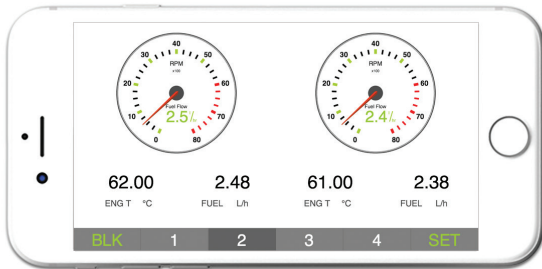 40
30 50
RPM
x100
20 60
Fuel Flow
10 2.5 70
0 80
40
30 50
RPM
x100
20 60
Fuel Flow
10 2.4 70
0 80
62.00 2.48 61.00 2.38
ENG T °C FUEL L/h ENG T °C FUEL L/h
BLK 1 2 3 4 SET